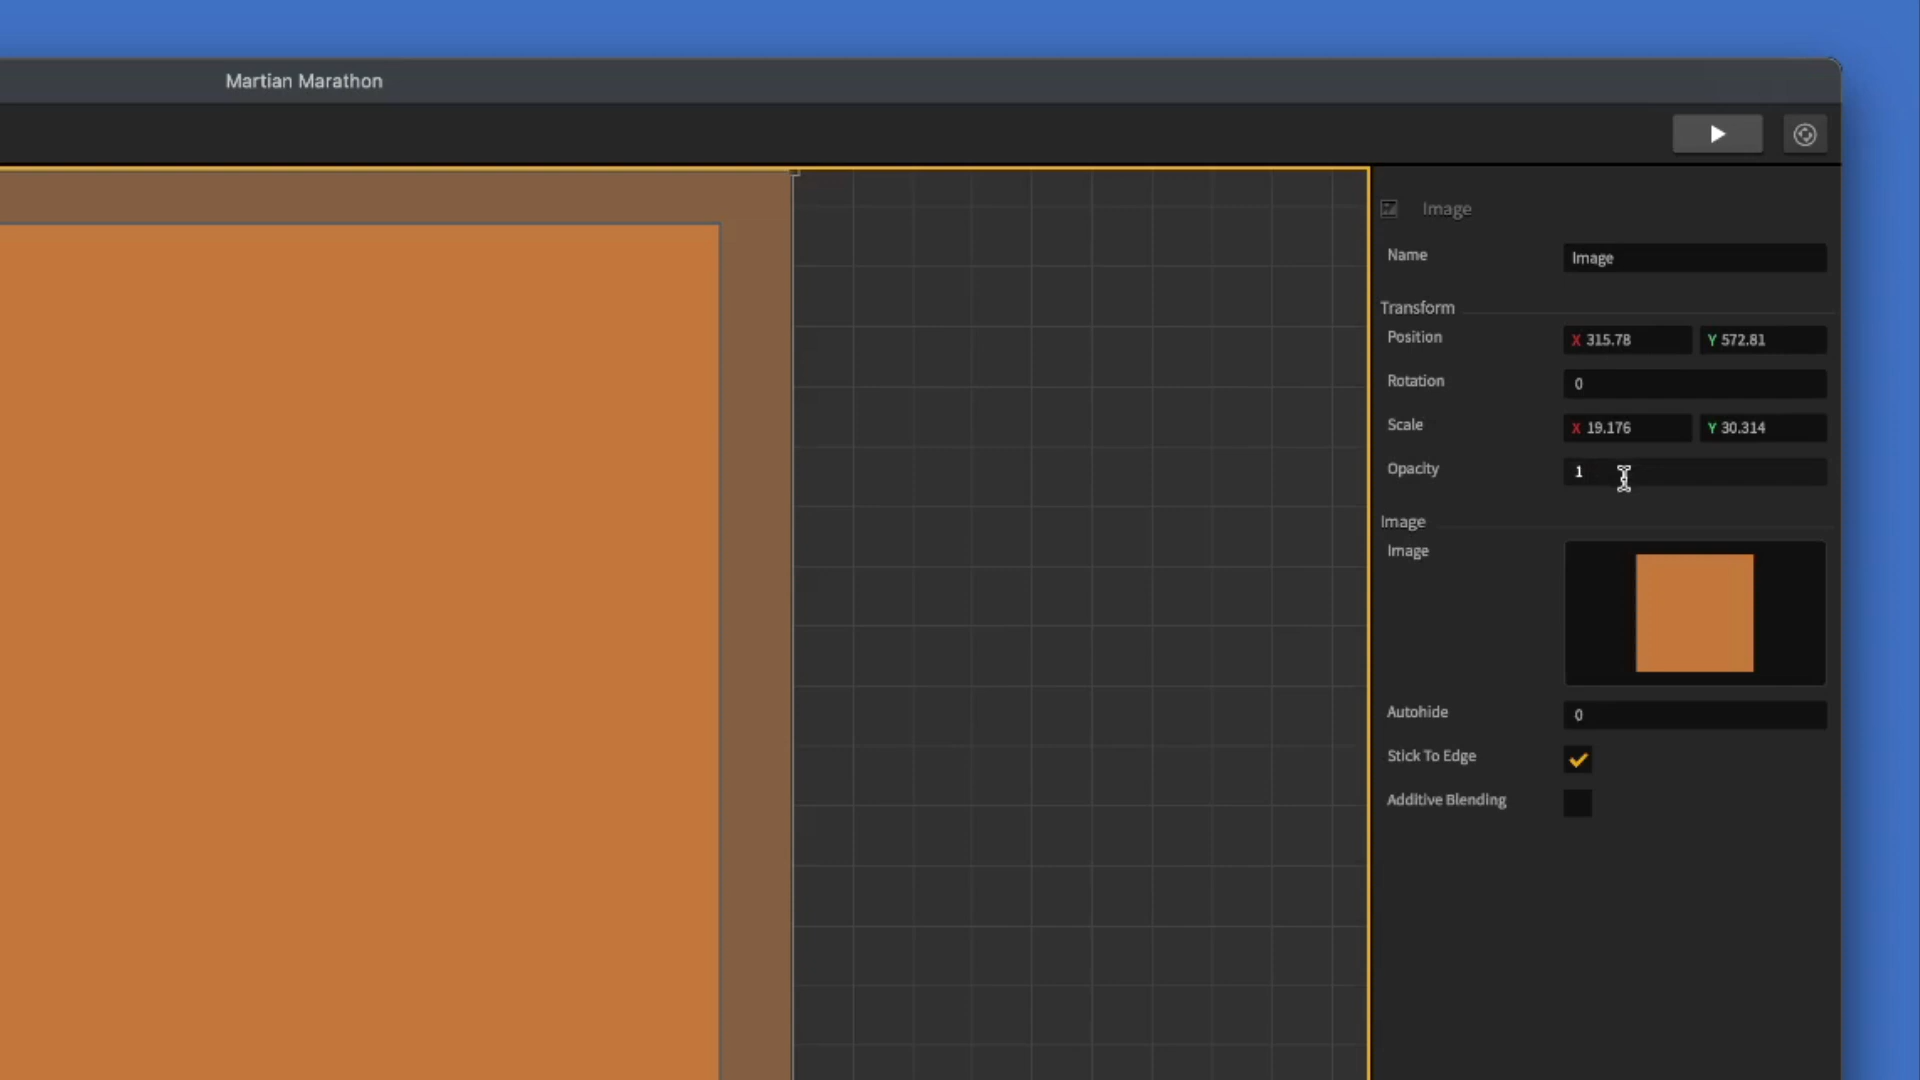 Martian Marathon
Image
Name Image
Transform
Position X 315.78 Y 572.81
Rotation 0
Scale X 19.176 Y 30.314
Opacity 1
Image
Image
Autohide 0
Stick To Edge
Additive Blending